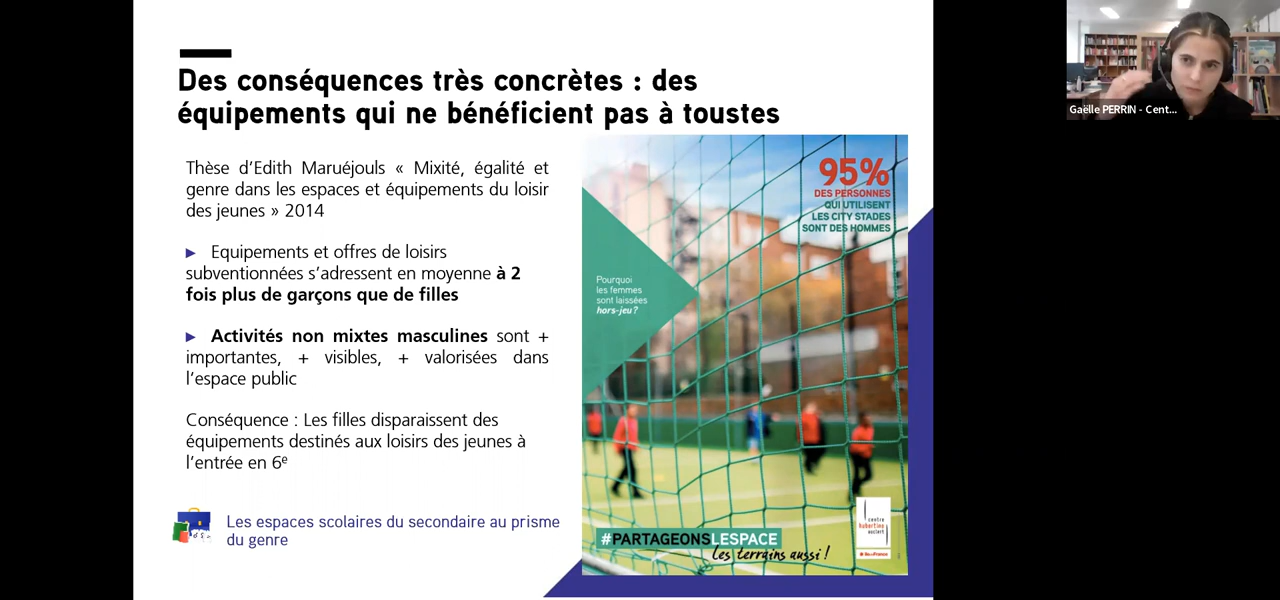 Des conséquences très concrètes : des
équipements qui ne bénéficient pas à toustes
Thèse d’Edith Maruéjouls « Mixité, égalité et
genre dans les espaces et équipements du loisir
des jeunes » 2014
► Equipements et offres de loisirs
subventionnées s’adressent en moyenne à 2
fois plus de garçons que de filles
► Activités non mixtes masculines sont +
importantes, + visibles, + valorisées dans
l’espace public
Conséquence : Les filles disparaissent des
équipements destinés aux loisirs des jeunes à
l’entrée en 6e
Les espaces scolaires du secondaire au prisme
du genre
95%
DES PERSONNES
QUI UTILISENT
LES CITY STADES
SONT DES HOMMES
Pourquoi
les femmes
sont laissées
hors-jeu ?
#PARTAGEONSLESPACE
les terrains aussi !
centre
hubertine
auclert
Gaëlle PERRIN - Cent...